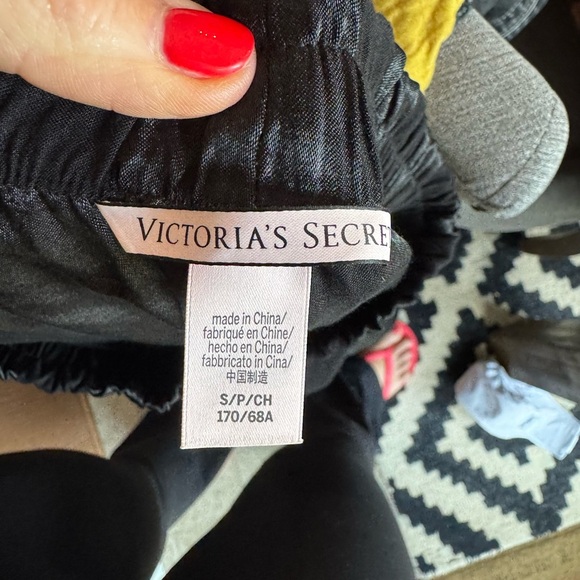 VICTORIA'S SECRET
made in China/
fabriqué en Chine/
hecho en China/
fabbricato in Cina/
中国制造
S/P/CH
170/68A